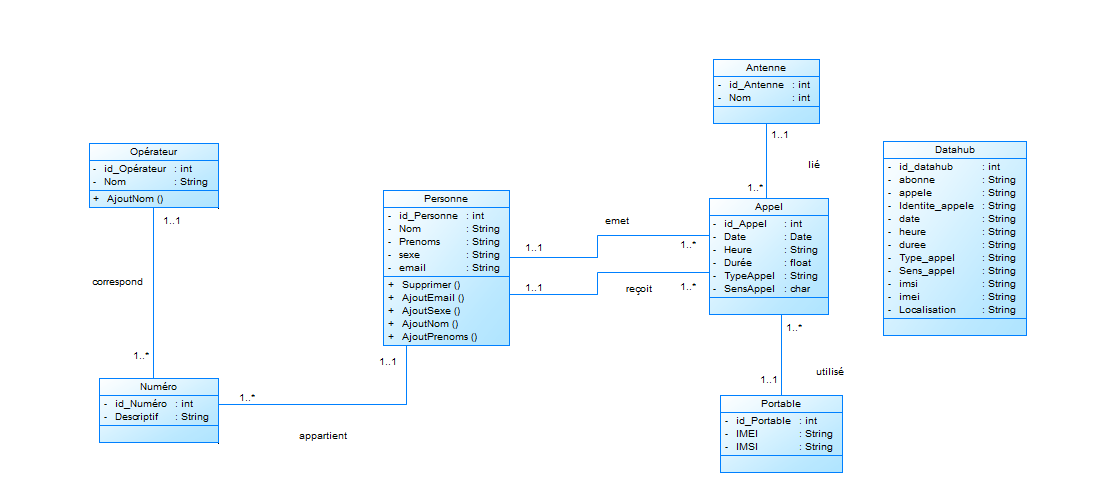 Antenne
- id_Antenne : int
- Nom : int
1..1
lié
1..*
Opérateur
- id_Opérateur : int
- Nom : String
+ AjoutNom ()
1..1
correspond
1..*
Personne
- id_Personne : int
- Nom : String
- Prenoms : String
- sexe : String
- email : String
+ Supprimer ()
+ AjoutEmail ()
+ AjoutSexe ()
+ AjoutNom ()
+ AjoutPrenoms ()
1..1
emet
1..*
1..1
reçoit
1..*
Appel
- id_Appel : int
- Date : Date
- Heure : String
- Durée : float
- TypeAppel : String
- SensAppel : char
Datahub
- id_datahub : int
- abonne : String
- appele : String
- Identite_appele : String
- date : String
- heure : String
- duree : String
- Type_appel : String
- Sens_appel : String
- imsi : String
- imei : String
- Localisation : String
1..*
utilisé
1..1
1..1
Numéro
- id_Numéro : int
- Descriptif : String
1..*
appartient
Portable
- id_Portable : int
- IMEI : String
- IMSI : String